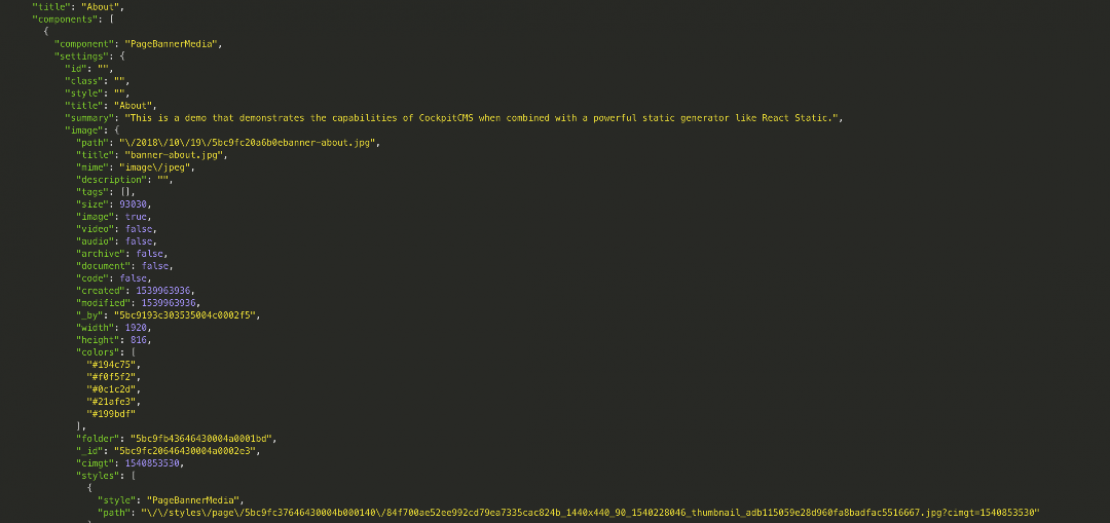 "title": "About",
"components": [
{
"component": "PageBannerMedia",
"settings": {
"id": "",
"class": "",
"style": "",
"title": "About",
"summary": "This is a demo that demonstrates the capabilities of CockpitCMS when combined with a powerful static generator like React Static.",
"image": {
"path": "\/2018\/10\/19\/5bc9fc20a6b0ebanner-about.jpg",
"title": "banner-about.jpg",
"mime": "image\/jpeg",
"description": "",
"tags": [],
"size": 93030,
"image": true,
"video": false,
"audio": false,
"archive": false,
"document": false,
"code": false,
"created": 1539963936,
"modified": 1539963936,
"_by": "5bc9193c303535004c0002f5",
"width": 1920,
"height": 816,
"colors": [
"#194c75",
"#f0f5f2",
"#0c1c2d",
"#21afe3",
"#199bdf"
],
"folder": "5bc9fb43646430004a0001bd",
"_id": "5bc9fc20646430004a0002e3",
"cimgt": 1540853530,
"styles": [
{
"style": "PageBannerMedia",
"path": "\/\/styles\/page\/5bc9fc37646430004b000140\/84f700ae52ee992cd79ea7335cac824b_1440x440_90_1540228046_thumbnail_adb115059e28d960fa8badfac5516667.jpg?cimgt=1540853530"